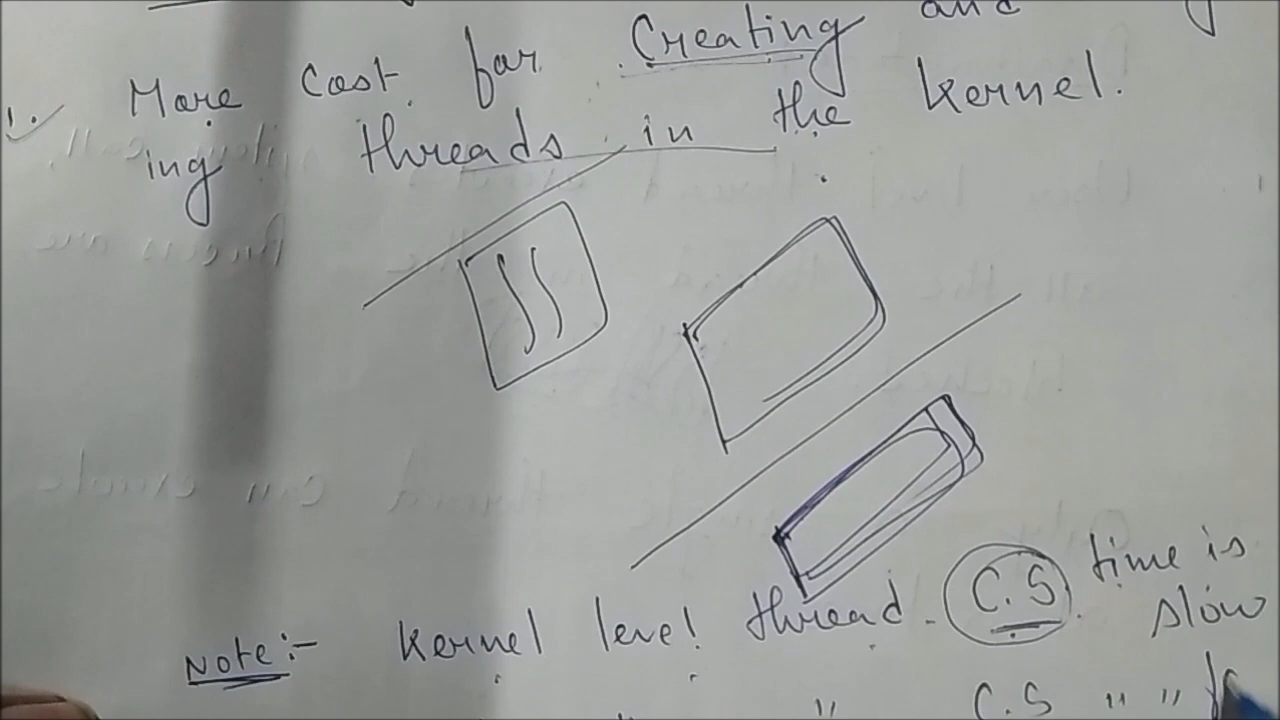 1. More cost for Creating and
ing threads in the kernel.
Note:- kernel level thread. C.S. time is
slow
" C.S " "